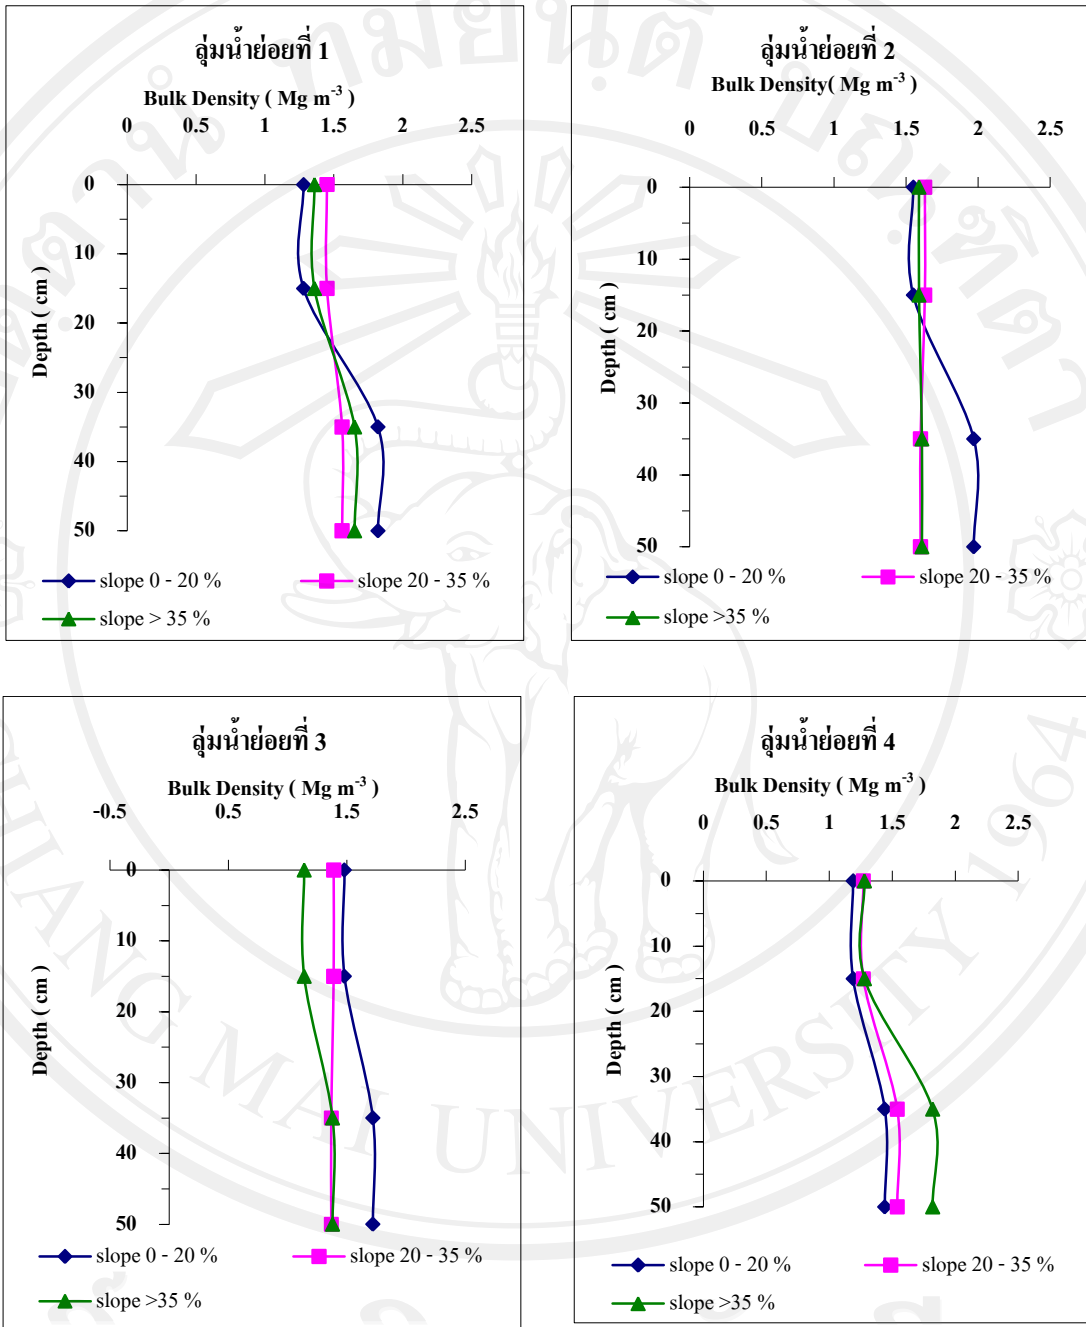 ลุ่มน้ำย่อยที่ 1
Bulk Density ( Mg m-3 )
0 0.5 1 1.5 2 2.5
0
10
20
30
40
50
Depth ( cm )
slope 0 - 20 % slope 20 - 35 %
slope > 35 %
ลุ่มน้ำย่อยที่ 2
Bulk Density( Mg m-3 )
0 0.5 1 1.5 2 2.5
0
10
20
30
40
50
Depth ( cm )
slope 0 - 20 % slope 20 - 35 %
slope >35 %
ลุ่มน้ำย่อยที่ 3
Bulk Density ( Mg m-3 )
-0.5 0.5 1.5 2.5
0
10
20
30
40
50
Depth ( cm )
slope 0 - 20 % slope 20 - 35 %
slope >35 %
ลุ่มน้ำย่อยที่ 4
Bulk Density ( Mg m-3 )
0 0.5 1 1.5 2 2.5
0
10
20
30
40
50
Depth ( cm )
slope 0 - 20 % slope 20 - 35 %
slope >35 %
CHIANG MAI UNIVERSITY 1964